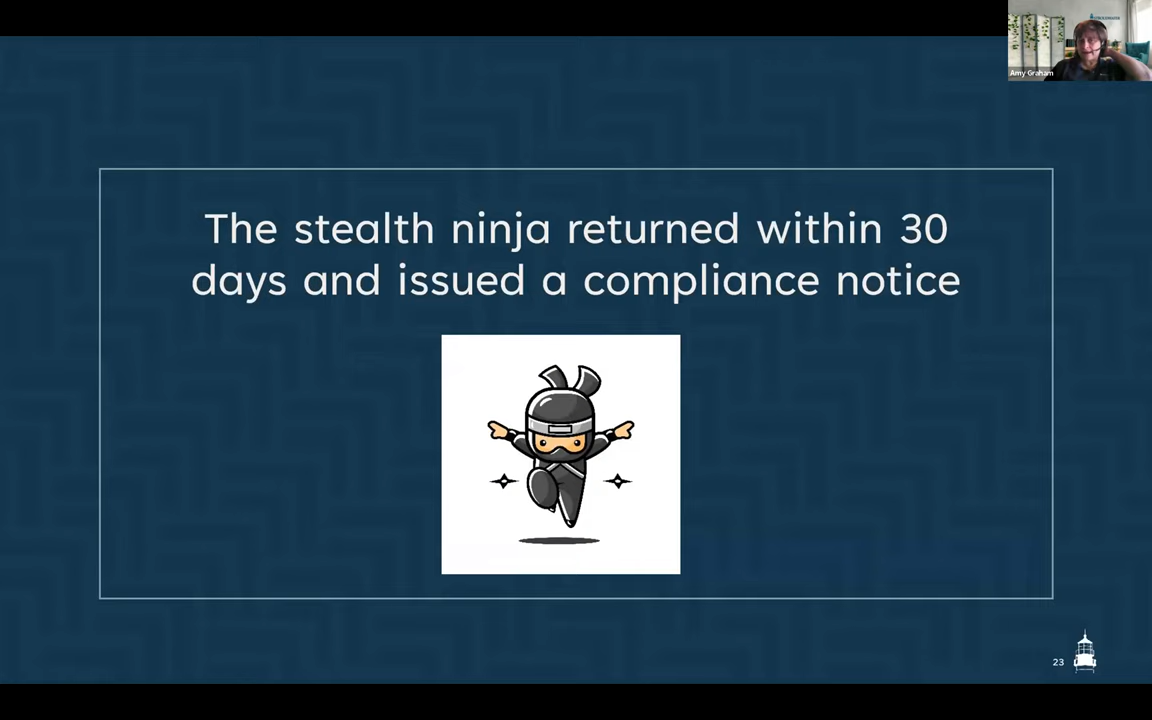 Amy Graham
The stealth ninja returned within 30
days and issued a compliance notice
23